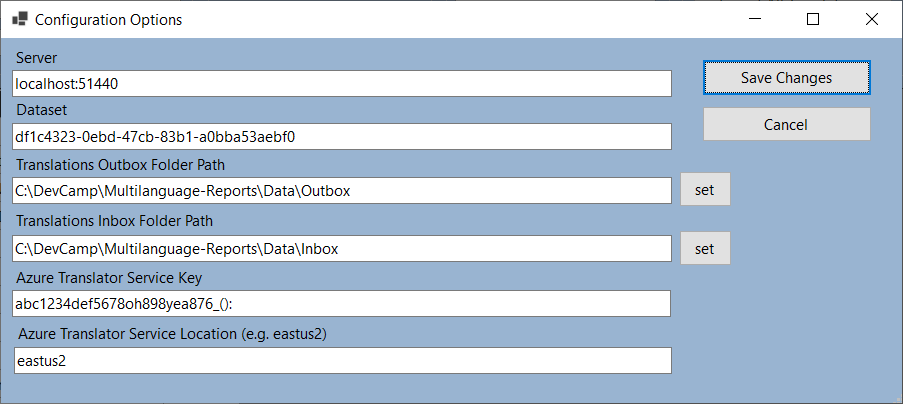 Configuration Options
Server
localhost:51440
Save Changes
Dataset
Cancel
df1c4323-0ebd-47cb-83b1-a0bba53aebf0
Translations Outbox Folder Path
C:\DevCamp\Multilanguage-Reports\Data\Outbox
set
Translations Inbox Folder Path
C:\DevCamp\Multilanguage-Reports\Data\Inbox
set
Azure Translator Service Key
abc1234def5678oh898yea876_():
Azure Translator Service Location (e.g. eastus2)
eastus2